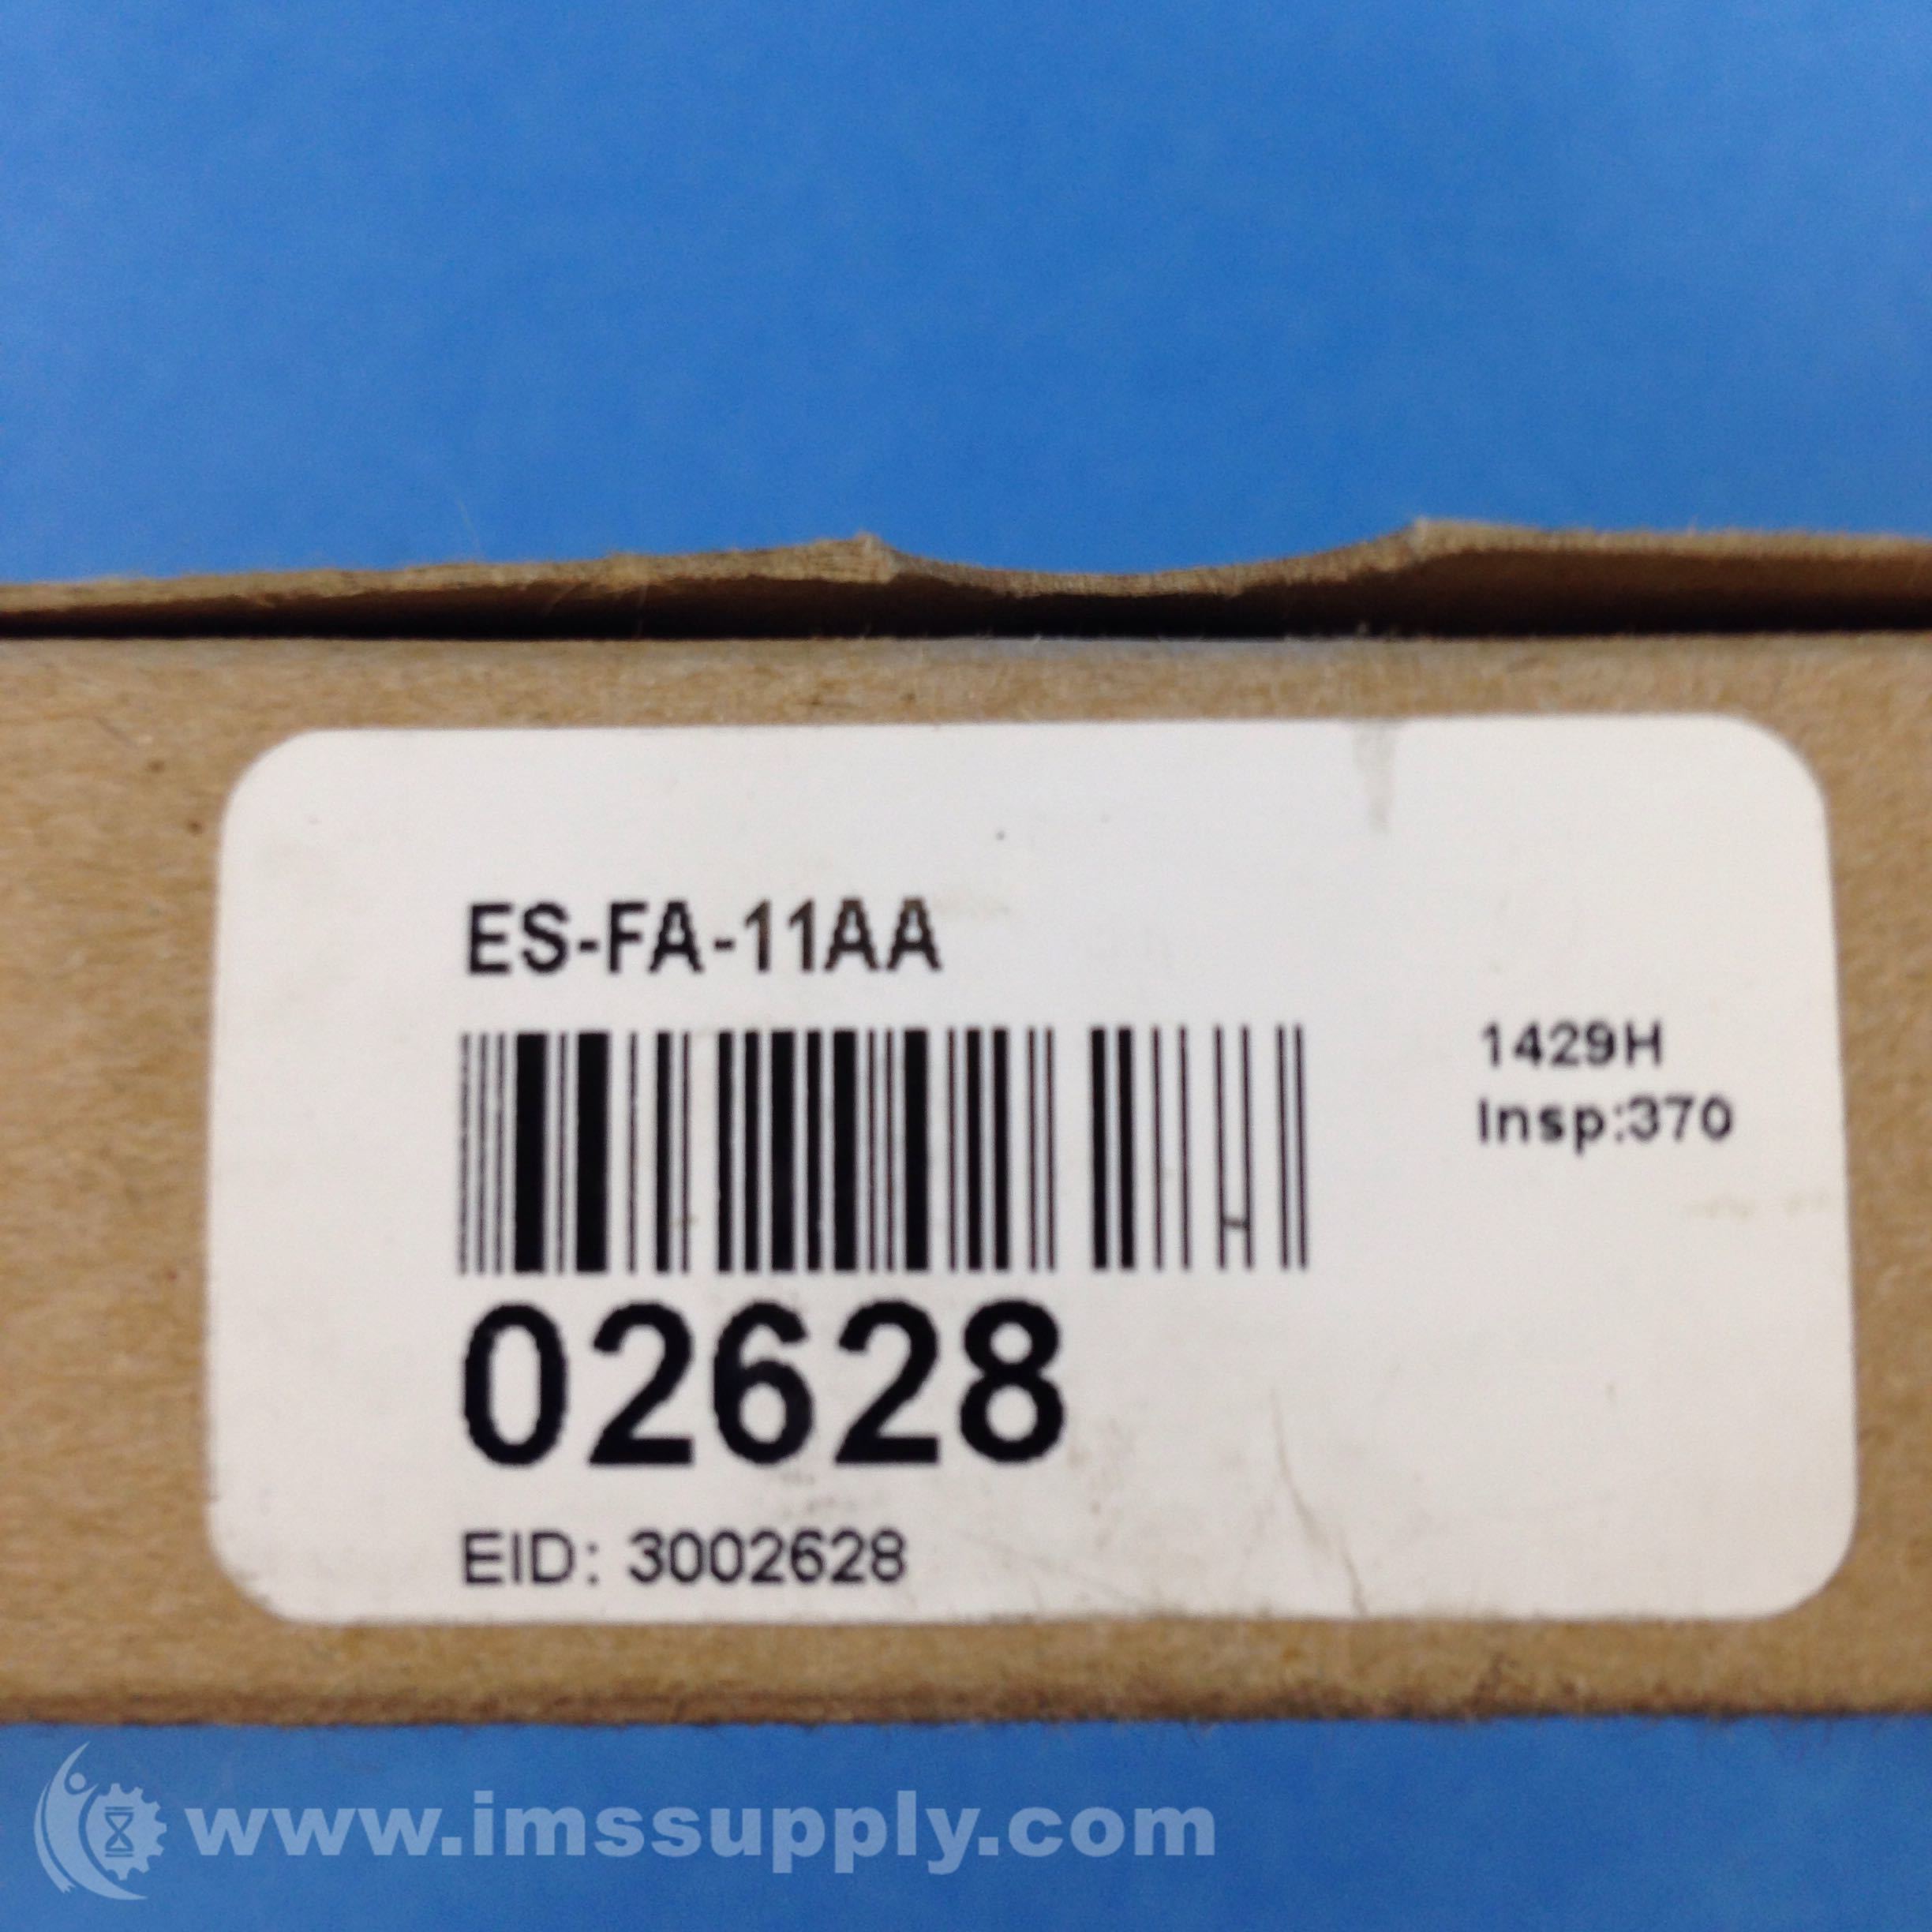 ES-FA-11AA
1429H
Insp:370
02628
EID: 3002628
www.imssupply.com